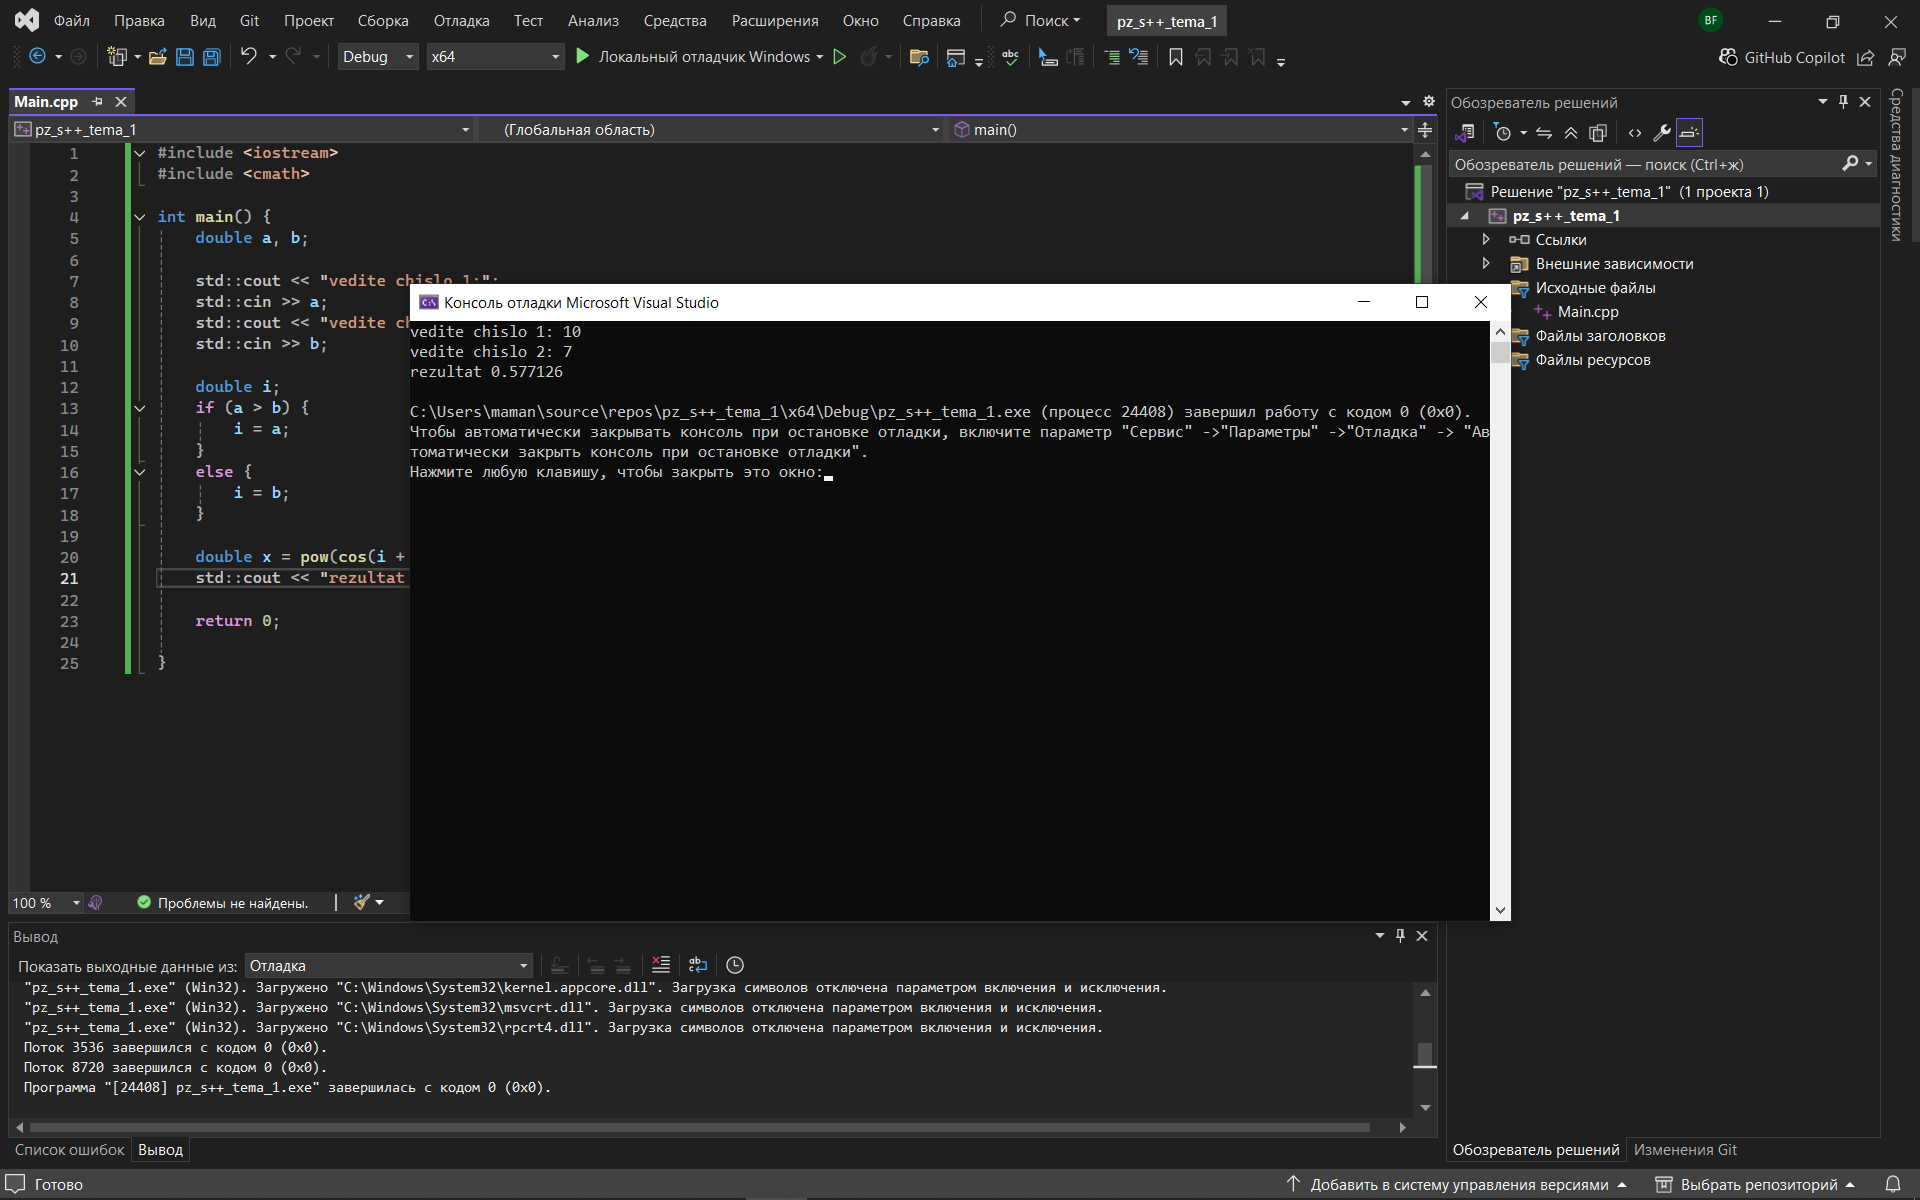 Файл Правка Вид Git Проект Сборка Отладка Тест Анализ Средства Расширения Окно Справка Поиск pz_s++_tema_1 BF
Debug x64 Локальный отладчик Windows GitHub Copilot
Main.cpp
pz_s++_tema_1 (Глобальная область) main()
1 #include <iostream>
2 #include <cmath>
3
4 int main() {
5 double a, b;
6
7 std::cout << "vedite chislo 1:";
8 std::cin >> a;
9 std::cout << "vedite ch
10 std::cin >> b;
11
12 double i;
13 if (a > b) {
14 i = a;
15 }
16 else {
17 i = b;
18 }
19
20 double x = pow(cos(i +
21 std::cout << "rezultat
22
23 return 0;
24
25 }
Консоль отладки Microsoft Visual Studio
vedite chislo 1: 10
vedite chislo 2: 7
rezultat 0.577126
C:\Users\maman\source\repos\pz_s++_tema_1\x64\Debug\pz_s++_tema_1.exe (процесс 24408) завершил работу с кодом 0 (0x0).
Чтобы автоматически закрывать консоль при остановке отладки, включите параметр "Сервис" ->"Параметры" ->"Отладка" -> "Ав
томатически закрыть консоль при остановке отладки".
Нажмите любую клавишу, чтобы закрыть это окно:
100 % Проблемы не найдены.
Вывод
Показать выходные данные из: Отладка
"pz_s++_tema_1.exe" (Win32). Загружено "C:\Windows\System32\kernel.appcore.dll". Загрузка символов отключена параметром включения и исключения.
"pz_s++_tema_1.exe" (Win32). Загружено "C:\Windows\System32\msvcrt.dll". Загрузка символов отключена параметром включения и исключения.
"pz_s++_tema_1.exe" (Win32). Загружено "C:\Windows\System32\rpcrt4.dll". Загрузка символов отключена параметром включения и исключения.
Поток 3536 завершился с кодом 0 (0x0).
Поток 8720 завершился с кодом 0 (0x0).
Программа "[24408] pz_s++_tema_1.exe" завершилась с кодом 0 (0x0).
Список ошибок Вывод
Обозреватель решений
Обозреватель решений — поиск (Ctrl+ж)
Решение "pz_s++_tema_1" (1 проекта 1)
pz_s++_tema_1
Ссылки
Внешние зависимости
Исходные файлы
Main.cpp
Файлы заголовков
Файлы ресурсов
Обозреватель решений Изменения Git
Средства диагностики
Готово Добавить в систему управления версиями Выбрать репозиторий